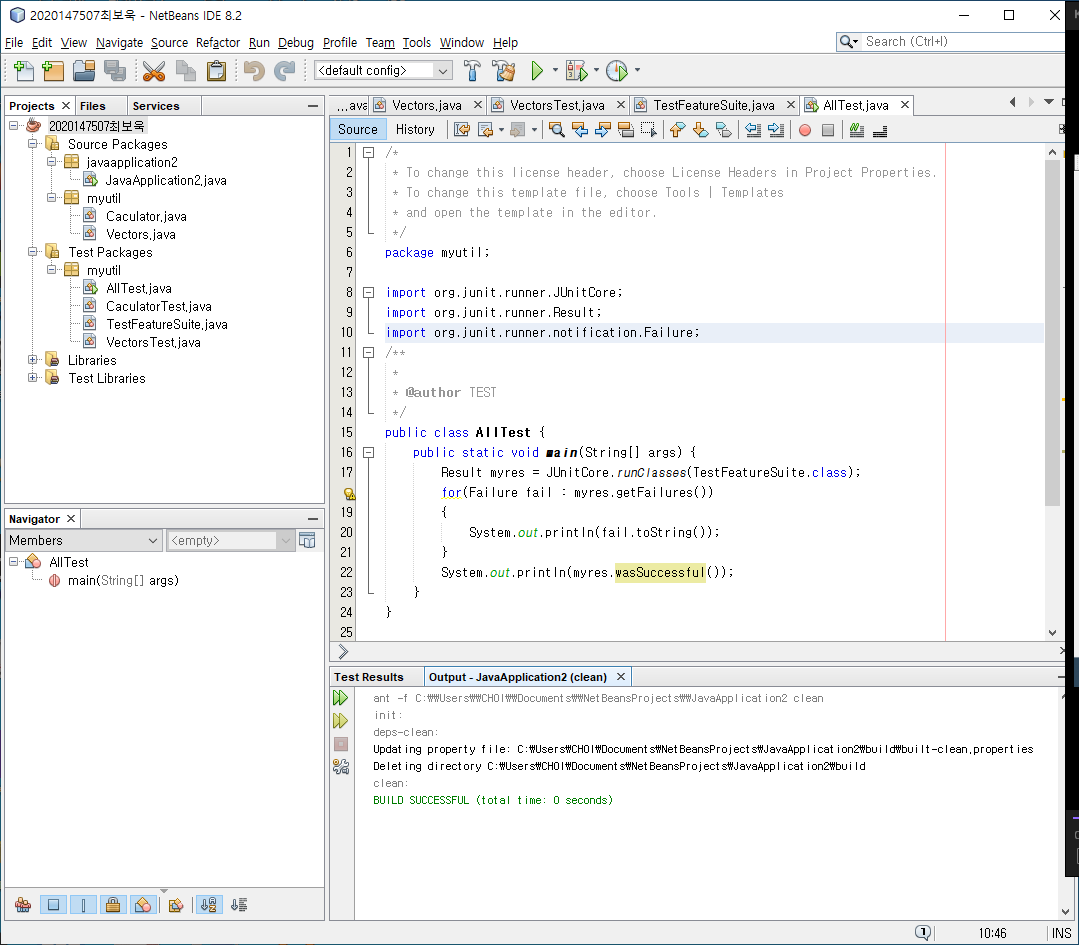 2020147507최보욱 - NetBeans IDE 8.2
File Edit View Navigate Source Refactor Run Debug Profile Team Tools Window Help
Search (Ctrl+I)
<default config>
Projects Files Services
2020147507최보욱
Source Packages
javaapplication2
JavaApplication2.java
myutil
Caculator.java
Vectors.java
Test Packages
myutil
AllTest.java
CaculatorTest.java
TestFeatureSuite.java
VectorsTest.java
Libraries
Test Libraries
Navigator
Members <empty>
AllTest
main(String[] args)
...ava Vectors.java VectorsTest.java TestFeatureSuite.java AllTest.java
Source History
1 /*
2 * To change this license header, choose License Headers in Project Properties.
3 * To change this template file, choose Tools | Templates
4 * and open the template in the editor.
5 */
6 package myutil;
7
8 import org.junit.runner.JUnitCore;
9 import org.junit.runner.Result;
10 import org.junit.runner.notification.Failure;
11 /**
12 *
13 * @author TEST
14 */
15 public class AllTest {
16 public static void main(String[] args) {
17 Result myres = JUnitCore.runClasses(TestFeatureSuite.class);
for(Failure fail : myres.getFailures())
19 {
20 System.out.println(fail.toString());
21 }
22 System.out.println(myres.wasSuccessful());
23 }
24 }
25
Test Results Output - JavaApplication2 (clean)
ant -f C:₩₩Users₩₩CHOI₩₩Documents₩₩NetBeansProjects₩₩JavaApplication2 clean
init:
deps-clean:
Updating property file: C:₩Users₩CHOI₩Documents₩NetBeansProjects₩JavaApplication2₩build₩built-clean.properties
Deleting directory C:₩Users₩CHOI₩Documents₩NetBeansProjects₩JavaApplication2₩build
clean:
BUILD SUCCESSFUL (total time: 0 seconds)
1 10:46 INS